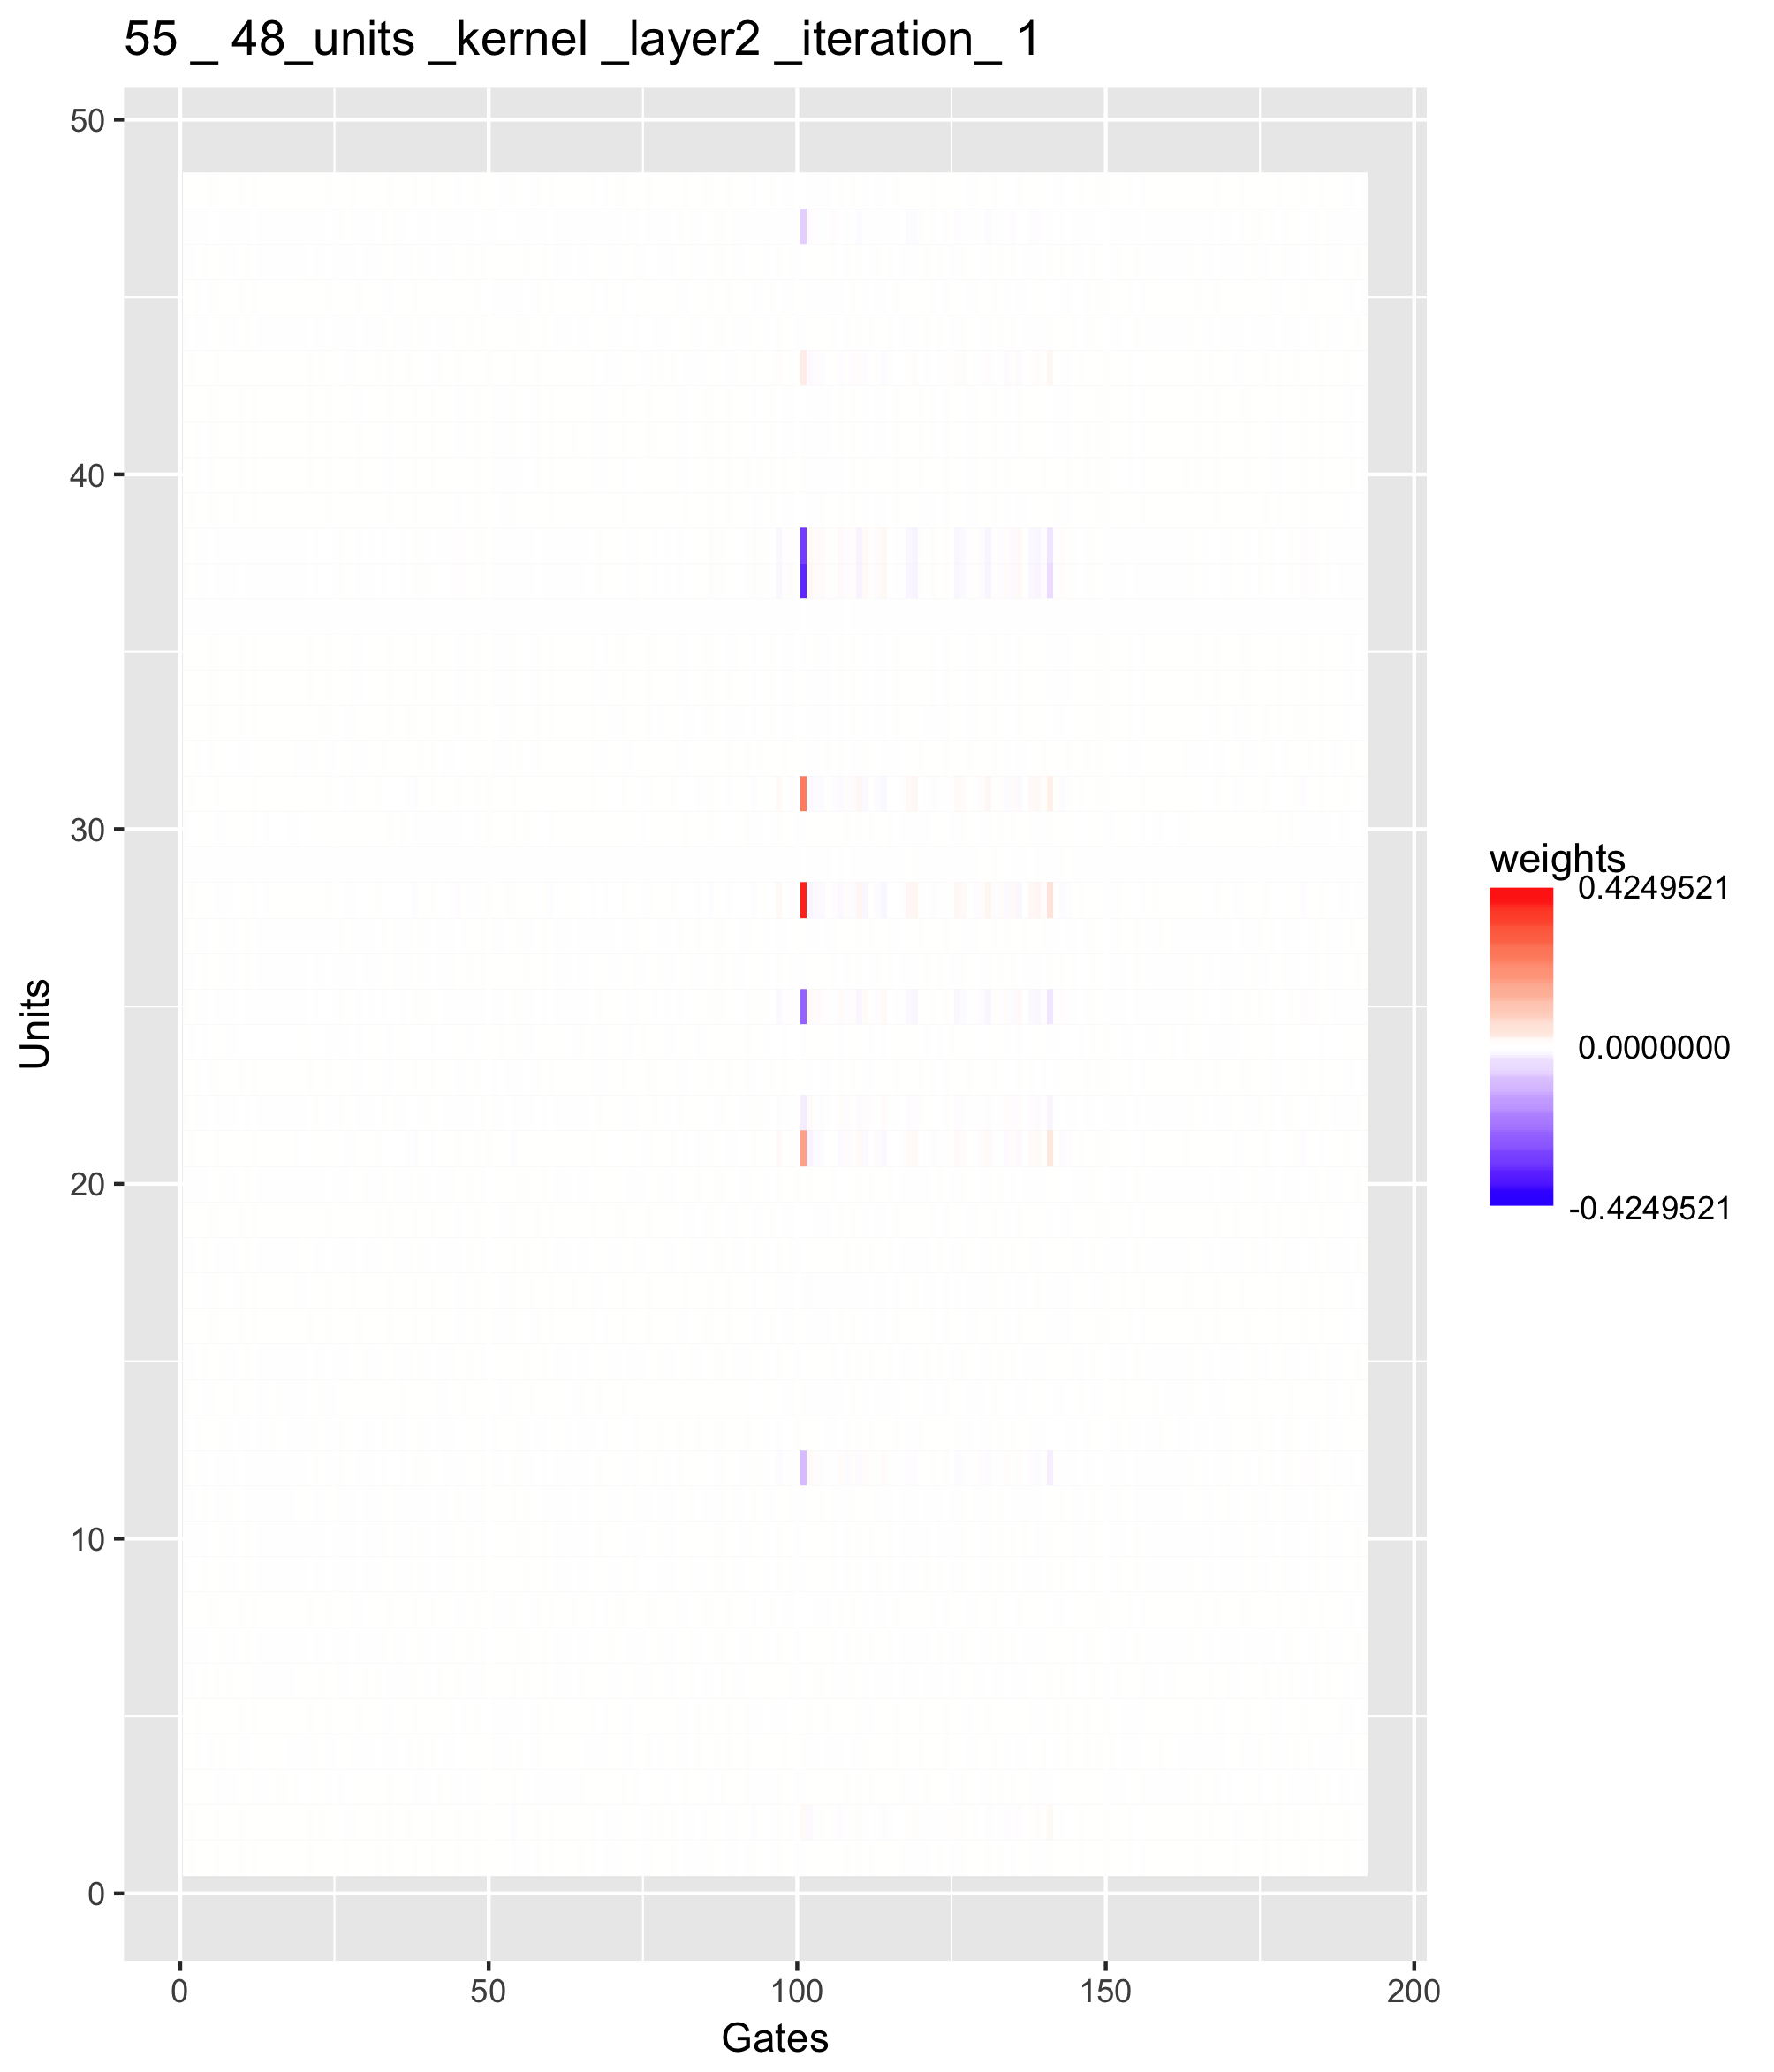 55 _ 48_units _kernel _layer2 _iteration_ 1
50
40
30
20
10
0
Units
0 50 100 150 200
Gates
weights
0.4249521
0.0000000
-0.4249521